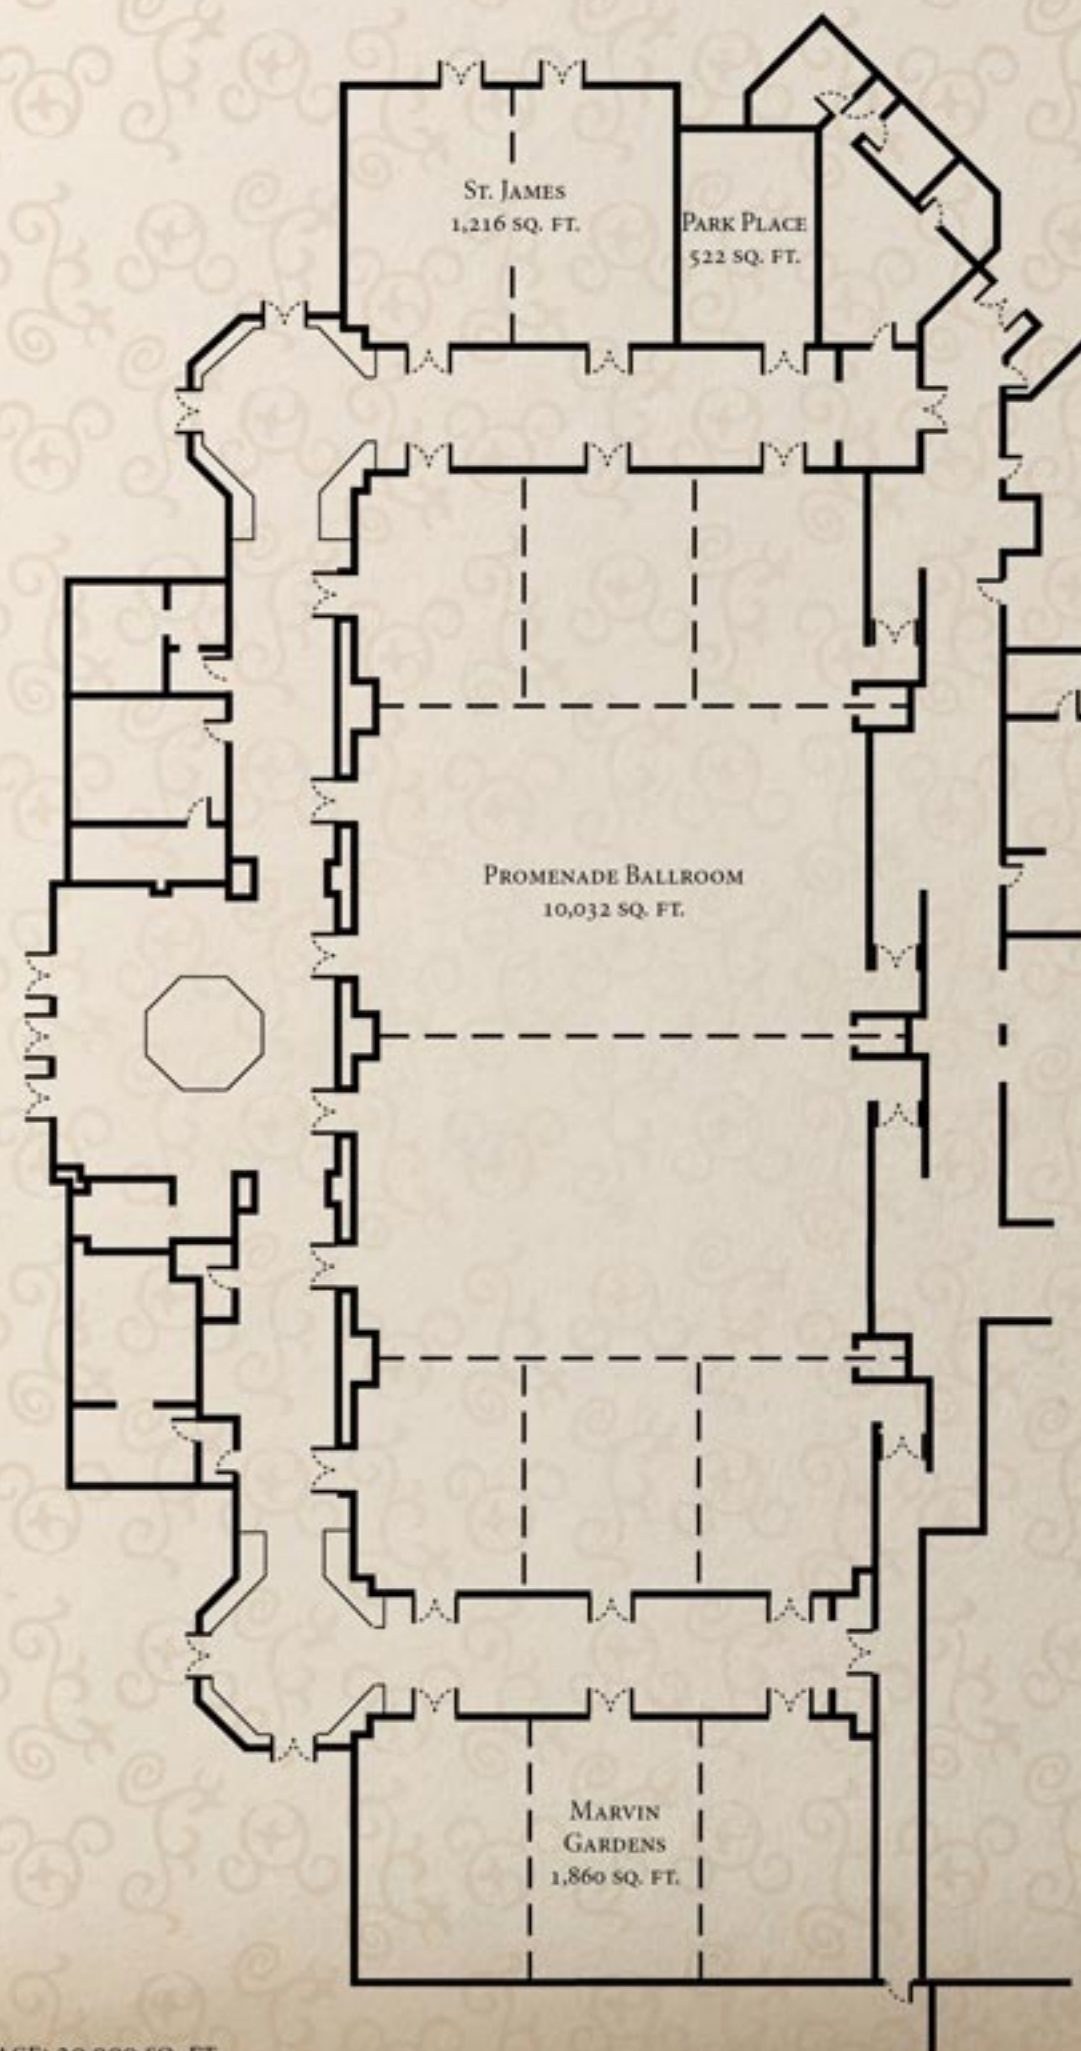 St. James
1,216 sq. ft.
Park Place
522 sq. ft.
Promenade Ballroom
10,032 sq. ft.
Marvin
Gardens
1,860 sq. ft.